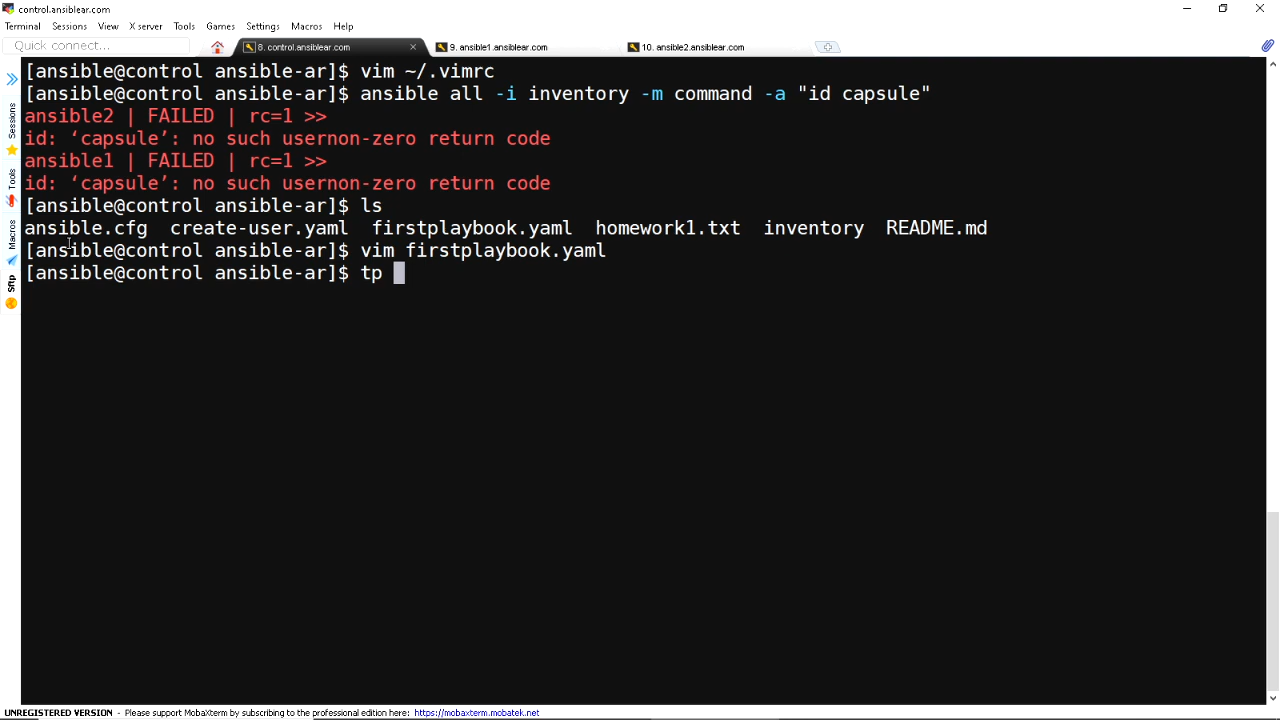 control.ansiblear.com
Terminal Sessions View X server Tools Games Settings Macros Help
Quick connect... 8. control.ansiblear.com 9. ansible1.ansiblear.com 10. ansible2.ansiblear.com
Sessions
Tools
Macros
Sftp
[ansible@control ansible-ar]$ vim ~/.vimrc
[ansible@control ansible-ar]$ ansible all -i inventory -m command -a "id capsule"
ansible2 | FAILED | rc=1 >>
id: ‘capsule’: no such usernon-zero return code
ansible1 | FAILED | rc=1 >>
id: ‘capsule’: no such usernon-zero return code
[ansible@control ansible-ar]$ ls
ansible.cfg create-user.yaml firstplaybook.yaml homework1.txt inventory README.md
[ansible@control ansible-ar]$ vim firstplaybook.yaml
[ansible@control ansible-ar]$ tp
UNREGISTERED VERSION - Please support MobaXterm by subscribing to the professional edition here: https://mobaxterm.mobatek.net